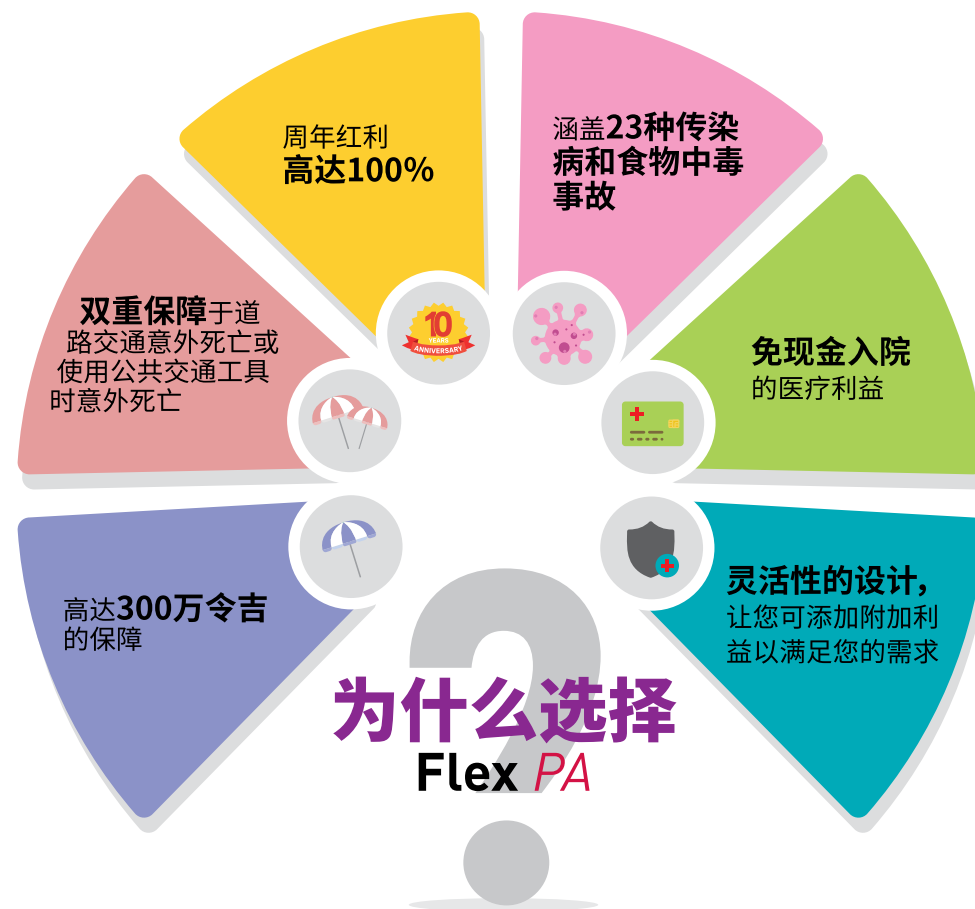 周年红利
高达100%
涵盖23种传染
病和食物中毒
事故
双重保障于道
路交通意外死亡或
使用公共交通工具
时意外死亡
10
YEARS
ANNIVERSARY
免现金入院
的医疗利益
高达300万令吉
的保障
灵活性的设计，
让您可添加附加利
益以满足您的需求
?
为什么选择
Flex PA